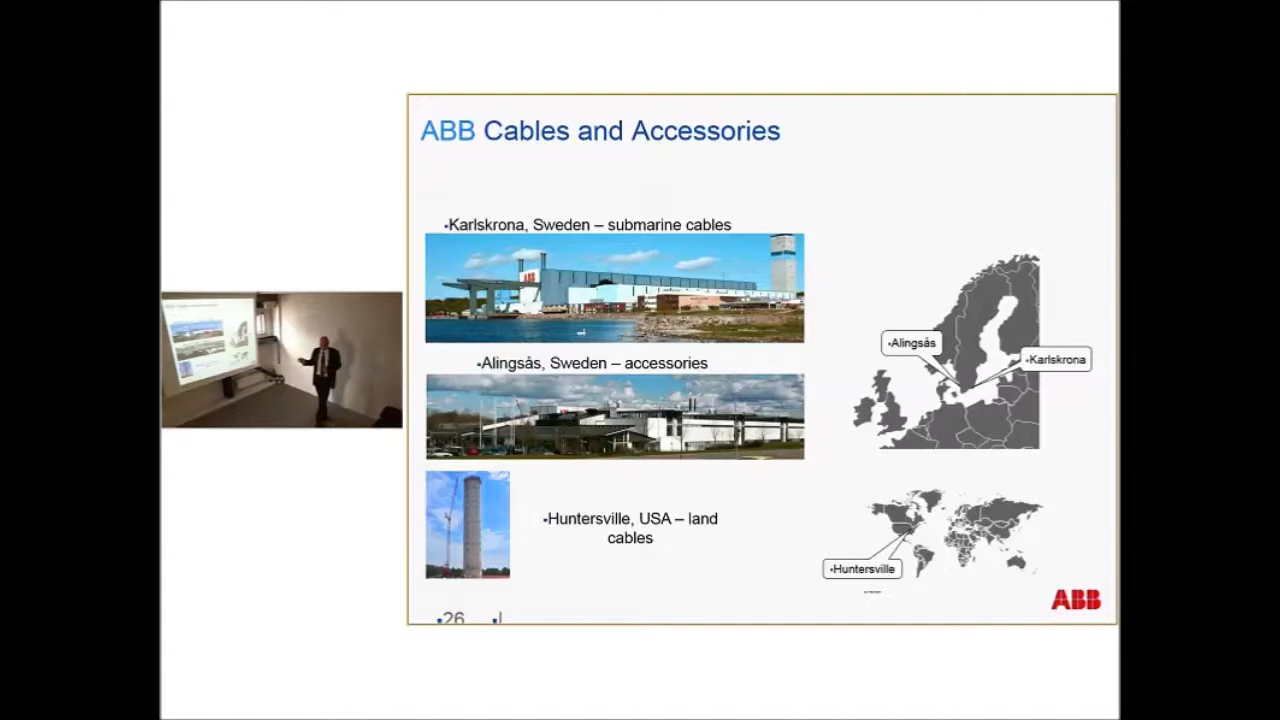 ABB Cables and Accessories
▪Karlskrona, Sweden – submarine cables
ABB
▪Alingsås, Sweden – accessories
▪Alingsås
▪Karlskrona
▪Huntersville, USA – land
cables
▪Huntersville
ABB
▪26 ▪|